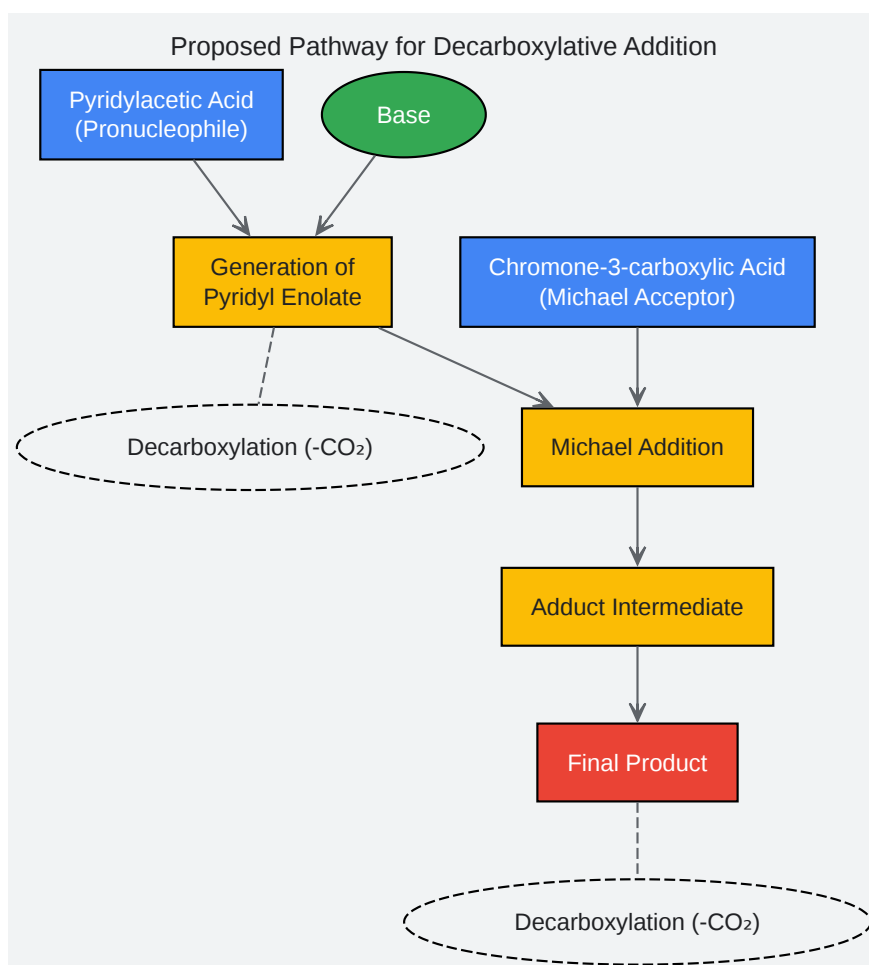 Proposed Pathway for Decarboxylative Addition
Pyridylacetic Acid
(Pronucleophile)
Base
Generation of
Pyridyl Enolate
Chromone-3-carboxylic Acid
(Michael Acceptor)
Decarboxylation (-CO₂)
Michael Addition
Adduct Intermediate
Final Product
Decarboxylation (-CO₂)